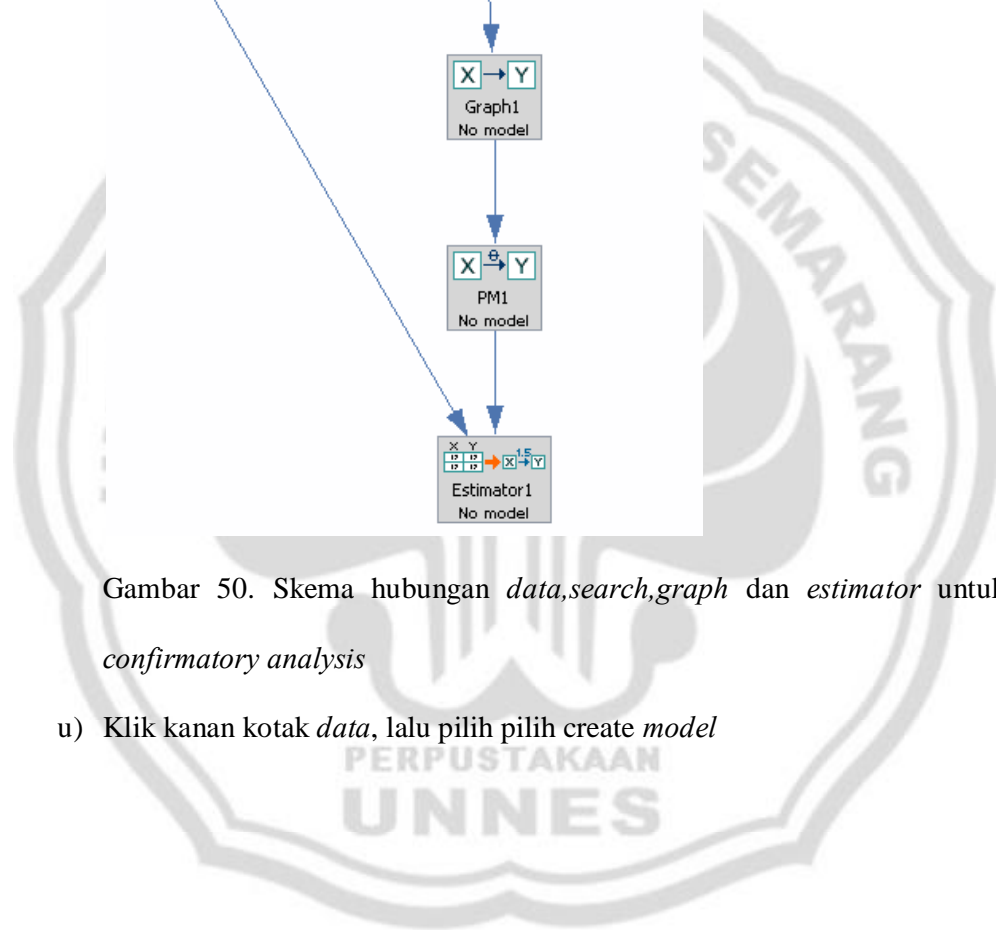 X → Y
Graph1
No model
X θ→ Y
PM1
No model
X Y
1.5
X → Y
Estimator1
No model
SEMARANG
Gambar 50. Skema hubungan data,search,graph dan estimator untuk
confirmatory analysis
u) Klik kanan kotak data, lalu pilih pilih create model
PERPUSTAKAAN
UNNES